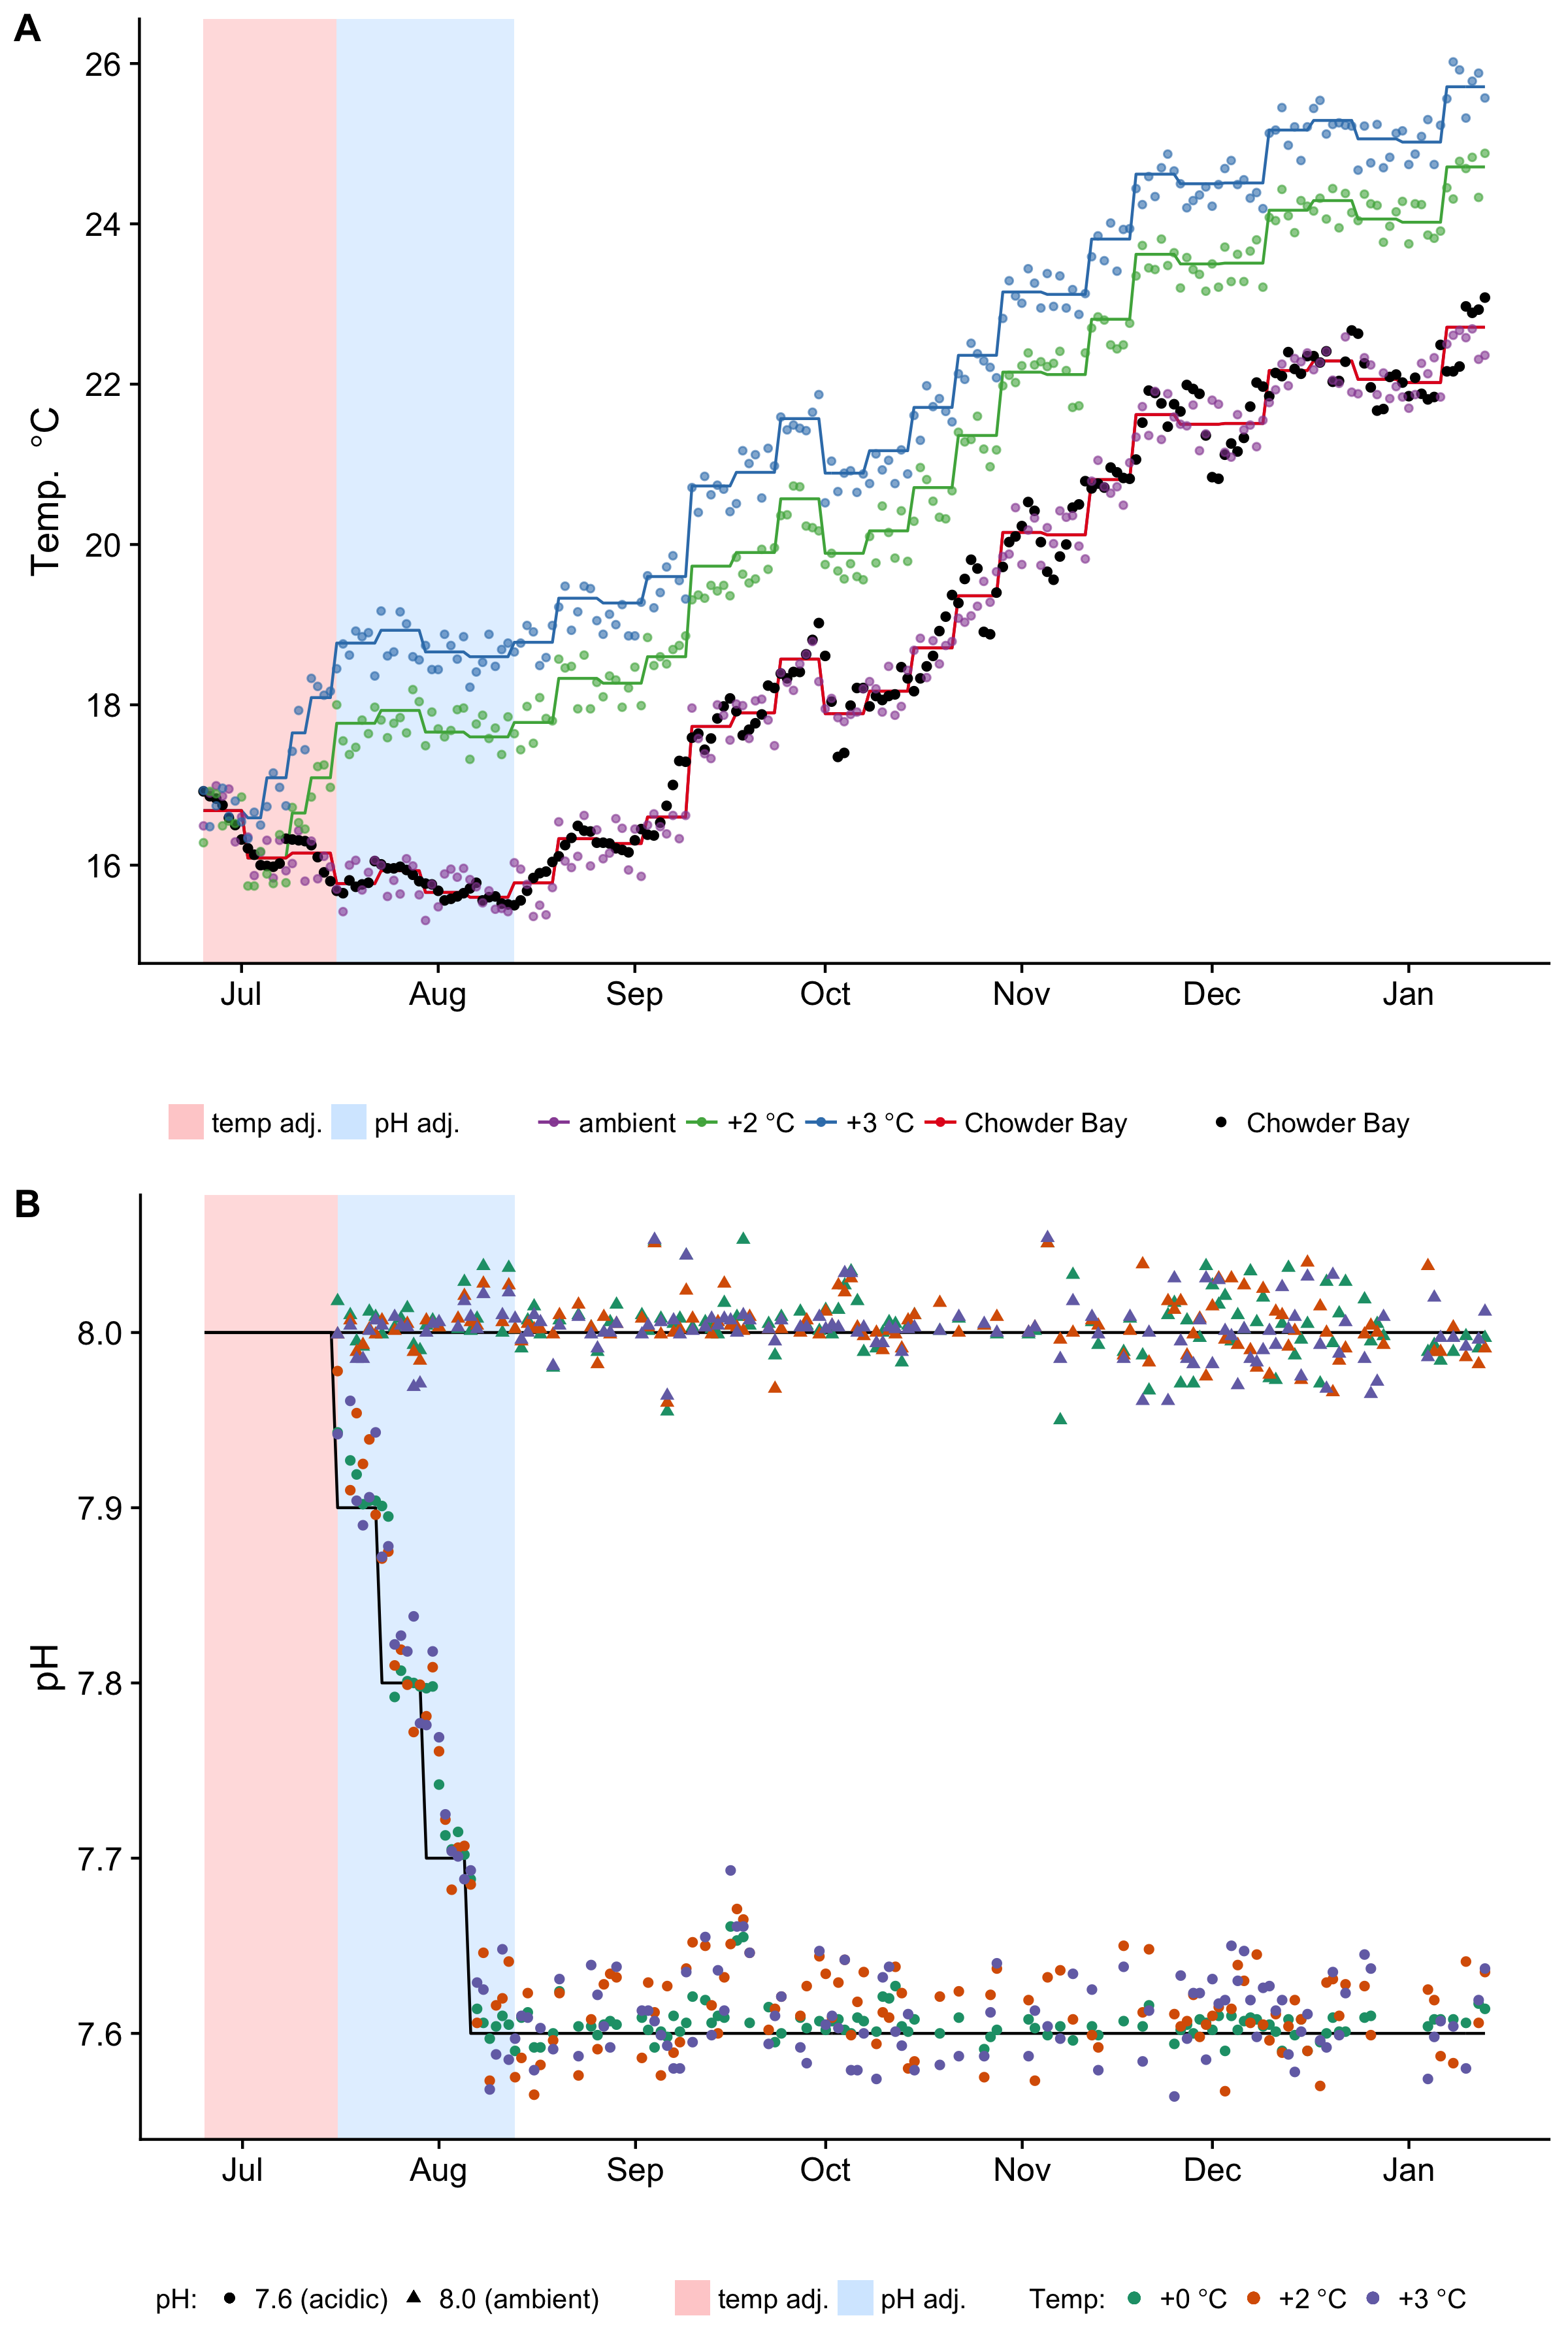 A
26
24
22
20
18
16
Temp. °C
Jul Aug Sep Oct Nov Dec Jan
temp adj. pH adj. ambient +2 °C +3 °C Chowder Bay Chowder Bay
B
8.0
7.9
7.8
7.7
7.6
pH
Jul Aug Sep Oct Nov Dec Jan
pH: 7.6 (acidic) 8.0 (ambient) temp adj. pH adj. Temp: +0 °C +2 °C +3 °C